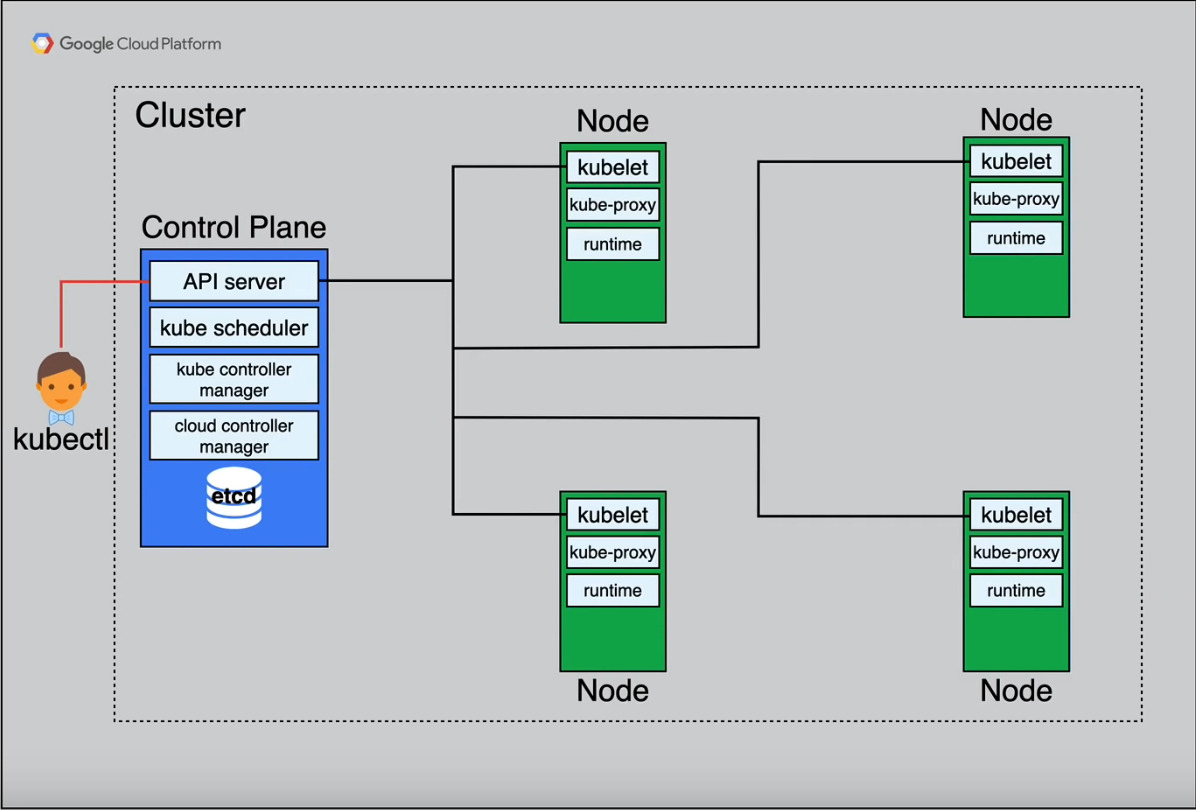 Google Cloud Platform
Cluster
Control Plane
API server
kube scheduler
kube controller
manager
cloud controller
manager
etcd
kubectl
Node
kubelet
kube-proxy
runtime
Node
kubelet
kube-proxy
runtime
kubelet
kube-proxy
runtime
Node
kubelet
kube-proxy
runtime
Node